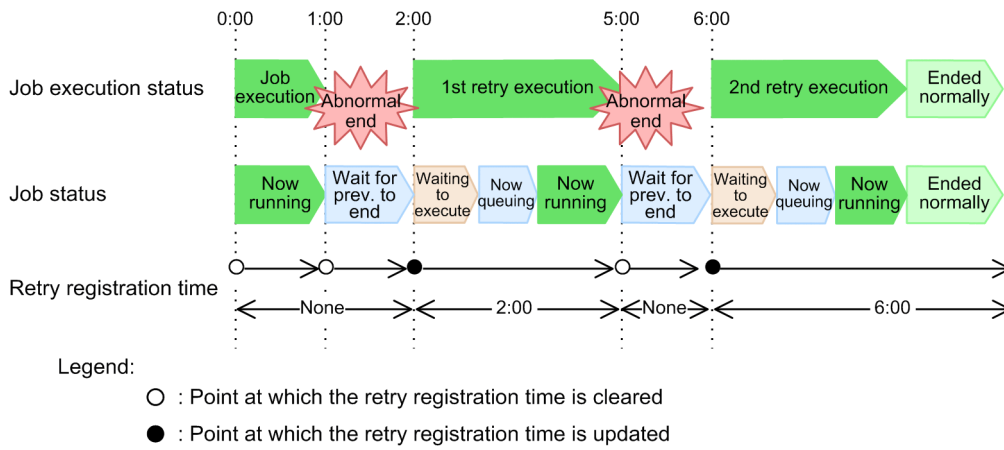 0:00 1:00 2:00 5:00 6:00
Job execution status
Job
execution
Abnormal
end
1st retry execution
Abnormal
end
2nd retry execution
Ended
normally
Job status
Now
running
Wait for
prev. to
end
Waiting
to
execute
Now
queuing
Now
running
Wait for
prev. to
end
Waiting
to
execute
Now
queuing
Now
running
Ended
normally
Retry registration time
None 2:00 None 6:00
Legend:
: Point at which the retry registration time is cleared
: Point at which the retry registration time is updated